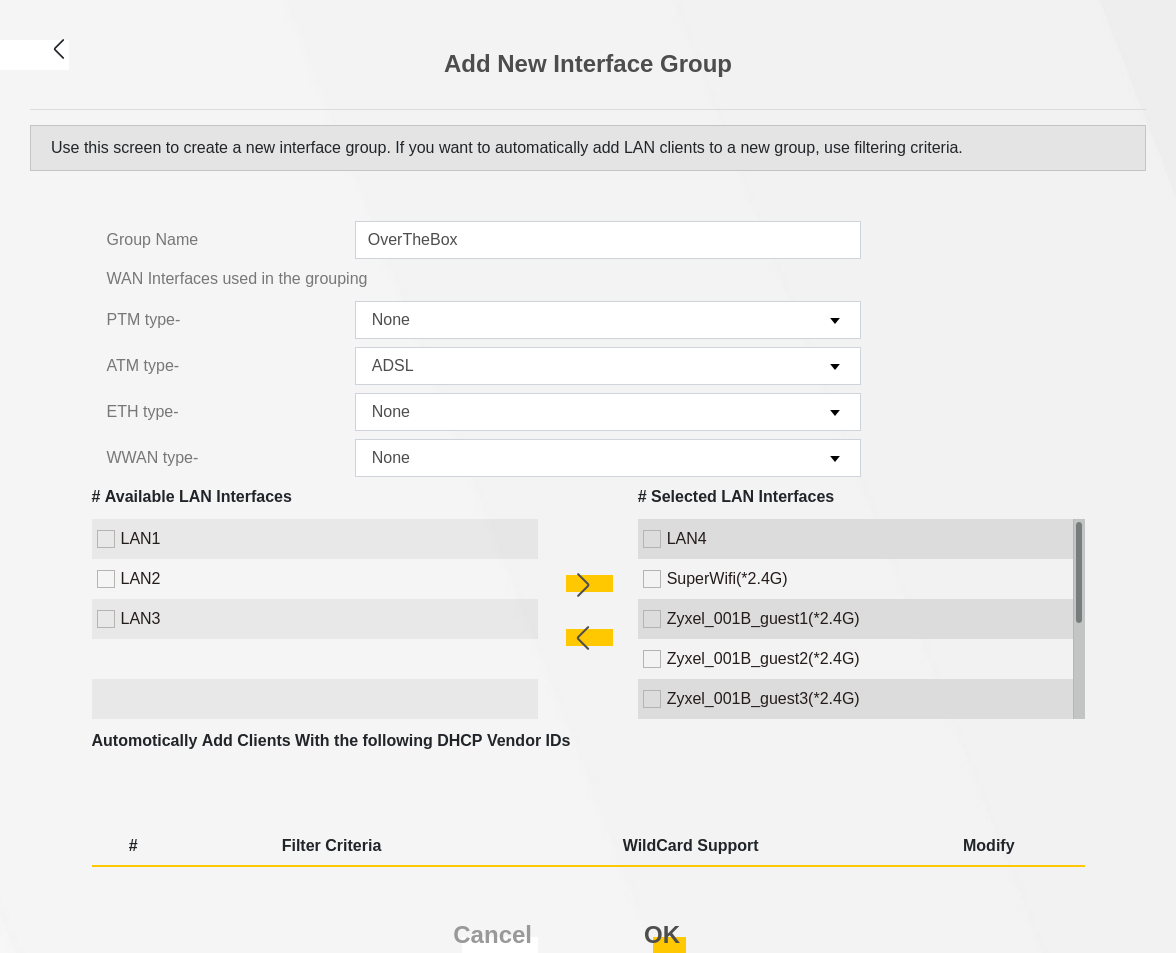 Add New Interface Group
Use this screen to create a new interface group. If you want to automatically add LAN clients to a new group, use filtering criteria.
Group Name
OverTheBox
WAN Interfaces used in the grouping
PTM type-
None
ATM type-
ADSL
ETH type-
None
WWAN type-
None
# Available LAN Interfaces
LAN1
LAN2
LAN3
# Selected LAN Interfaces
LAN4
SuperWifi(*2.4G)
Zyxel_001B_guest1(*2.4G)
Zyxel_001B_guest2(*2.4G)
Zyxel_001B_guest3(*2.4G)
Automotically Add Clients With the following DHCP Vendor IDs
# Filter Criteria WildCard Support Modify
Cancel OK